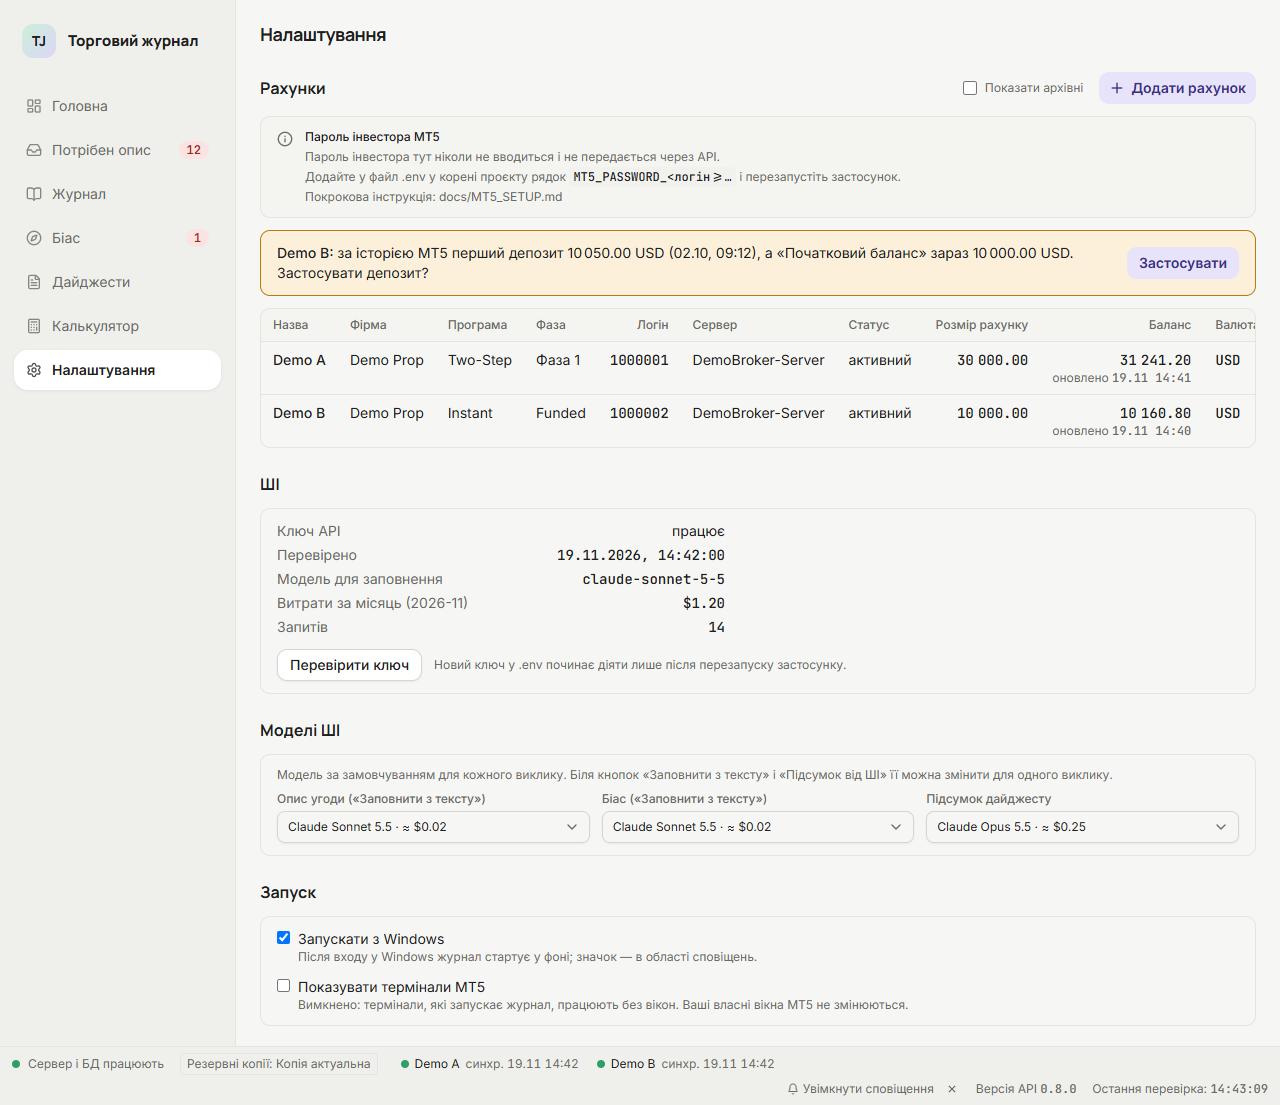 TJ Торговий журнал
Головна
Потрібен опис 12
Журнал
Біас 1
Дайджести
Калькулятор
Налаштування
Налаштування
Рахунки
Показати архівні
Додати рахунок
Пароль інвестора MT5
Пароль інвестора тут ніколи не вводиться і не передається через API.
Додайте у файл .env у корені проєкту рядок MT5_PASSWORD_<логін>=… і перезапустіть застосунок.
Покрокова інструкція: docs/MT5_SETUP.md
Demo B: за історією MT5 перший депозит 10 050.00 USD (02.10, 09:12), а «Початковий баланс» зараз 10 000.00 USD.
Застосувати депозит?
Застосувати
Назва Фірма Програма Фаза Логін Сервер Статус Розмір рахунку Баланс Валюта
Demo A Demo Prop Two-Step Фаза 1 1000001 DemoBroker-Server активний 30 000.00 31 241.20 USD
оновлено 19.11 14:41
Demo B Demo Prop Instant Funded 1000002 DemoBroker-Server активний 10 000.00 10 160.80 USD
оновлено 19.11 14:40
ШІ
Ключ API працює
Перевірено 19.11.2026, 14:42:00
Модель для заповнення claude-sonnet-5-5
Витрати за місяць (2026-11) $1.20
Запитів 14
Перевірити ключ
Новий ключ у .env починає діяти лише після перезапуску застосунку.
Моделі ШІ
Модель за замовчуванням для кожного виклику. Біля кнопок «Заповнити з тексту» і «Підсумок від ШІ» її можна змінити для одного виклику.
Опис угоди («Заповнити з тексту») Біас («Заповнити з тексту») Підсумок дайджесту
Claude Sonnet 5.5 · ≈ $0.02 Claude Sonnet 5.5 · ≈ $0.02 Claude Opus 5.5 · ≈ $0.25
Запуск
Запускати з Windows
Після входу у Windows журнал стартує у фоні; значок — в області сповіщень.
Показувати термінали MT5
Вимкнено: термінали, які запускає журнал, працюють без вікон. Ваші власні вікна MT5 не змінюються.
Сервер і БД працюють Резервні копії: Копія актуальна Demo A синхр. 19.11 14:42 Demo B синхр. 19.11 14:42
Увімкнути сповіщення × Версія API 0.8.0 Остання перевірка: 14:43:09